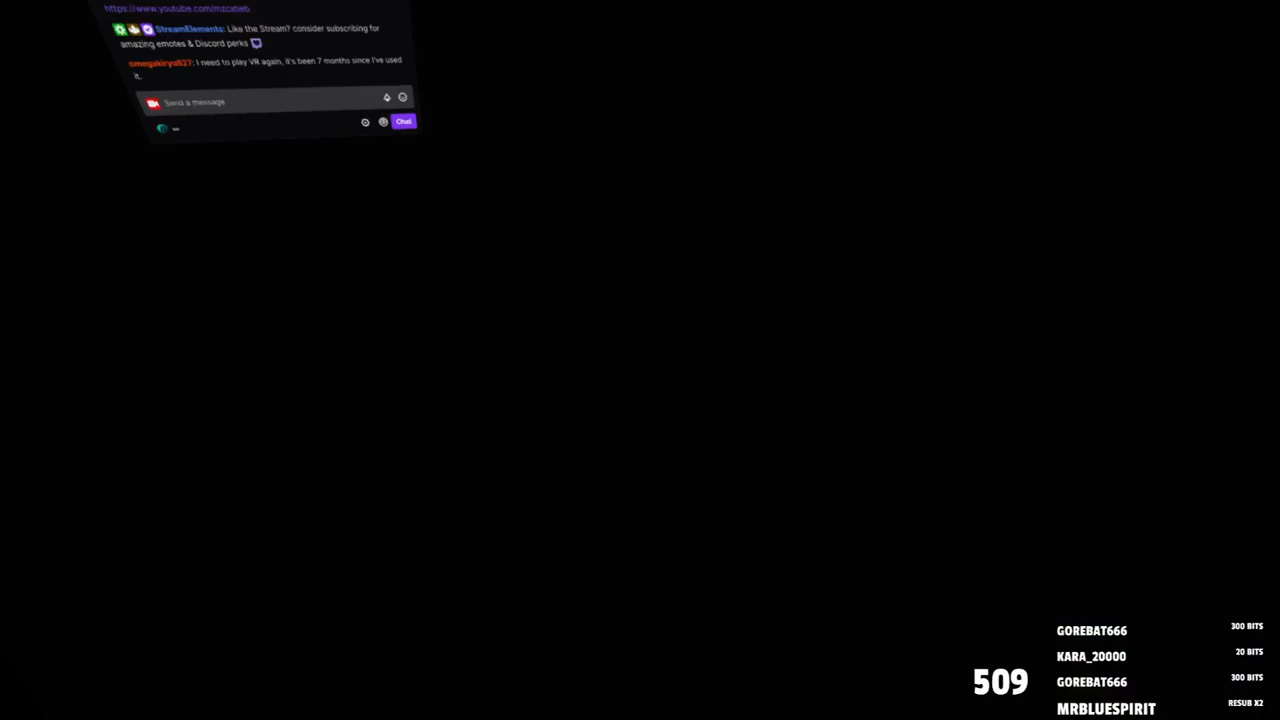 https://www.youtube.com/mzcatieb
StreamElements: Like the Stream? consider subscribing for
amazing emotes & Discord perks
omegakiryu827: I need to play VR again, it's been 7 months since I've used
it.
Send a message
Chat
GOREBAT666 300 BITS
KARA_20000 20 BITS
509
GOREBAT666 300 BITS
MRBLUESPIRIT RESUB X2